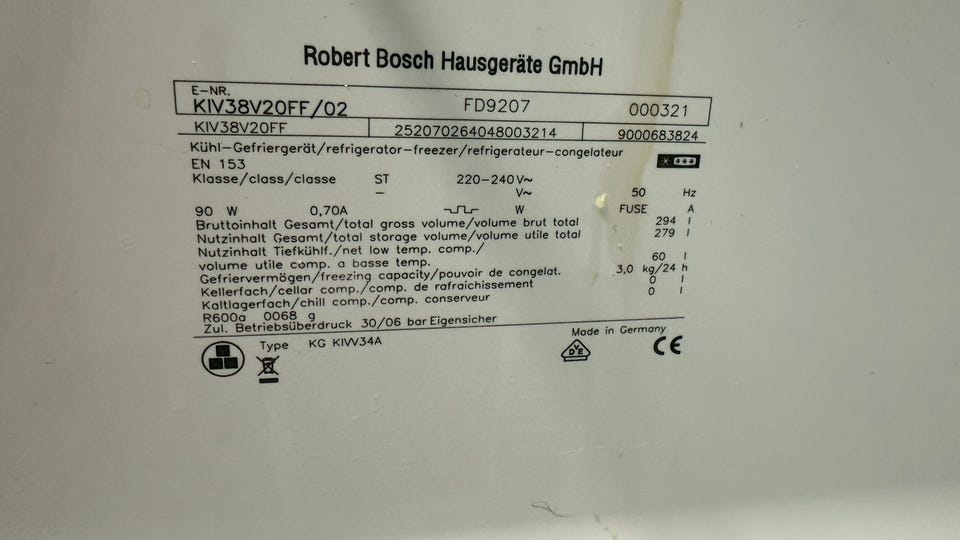 Robert Bosch Hausgeräte GmbH
E-NR.
KIV38V20FF/02 FD9207 000321
KIV38V20FF 252070264048003214 9000683824
Kühl-Gefriergerät/refrigerator-freezer/refrigerateur-congelateur
EN 153
Klasse/class/classe ST 220-240V~
- V~ 50 Hz
90 W 0,70A W FUSE A
Bruttoinhalt Gesamt/total gross volume/volume brut total 294 l
Nutzinhalt Gesamt/total storage volume/volume utile total 279 l
Nutzinhalt Tiefkühlf./net low temp. comp./
volume utile comp. a basse temp. 60 l
Gefriervermögen/freezing capacity/pouvoir de congelat. 3,0 kg/24 h
Kellerfach/cellar comp./comp. de rafraichissement 0 l
Kaltlagerfach/chill comp./comp. conserveur 0 l
R600a 0068 g
Zul. Betriebsüberdruck 30/06 bar Eigensicher
Made in Germany
Type KG KIVV34A
DVE CE